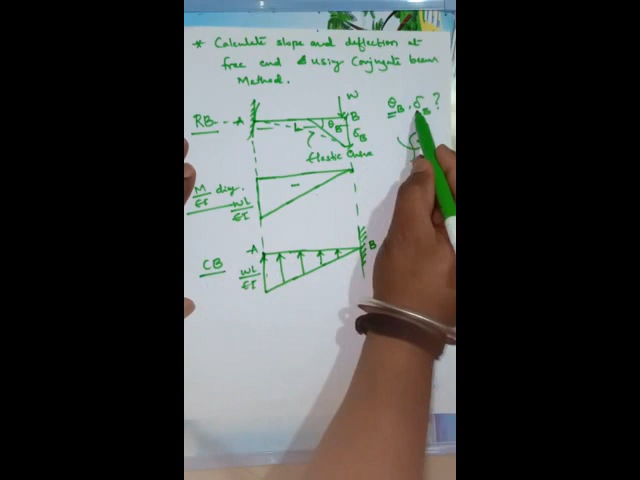 * Calculate slope and deflection at
free end & using Conjugate beam
Method.
W
θB, δB ?
RB-- A L θB B
δB
Elastic Curve
M/EI diag. -
WL/EI
A B
CB WL/EI